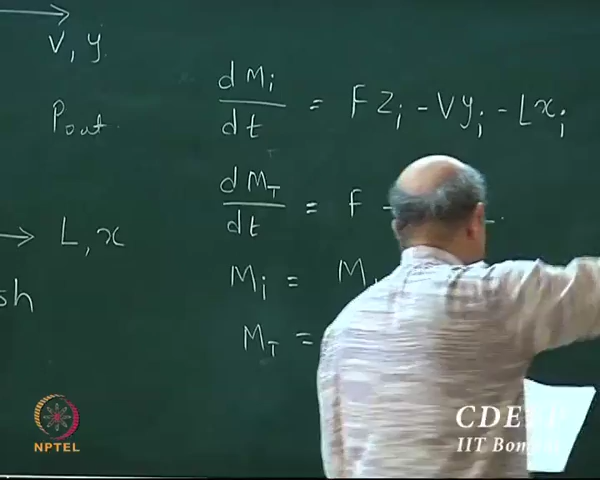 V, y
P_out
dM_i/dt = F z_i - V y_i - L x_i
dM_T/dt = F -
L, x
M_i = M
sh
M_T =
NPTEL
CDEEP
IIT Bombay